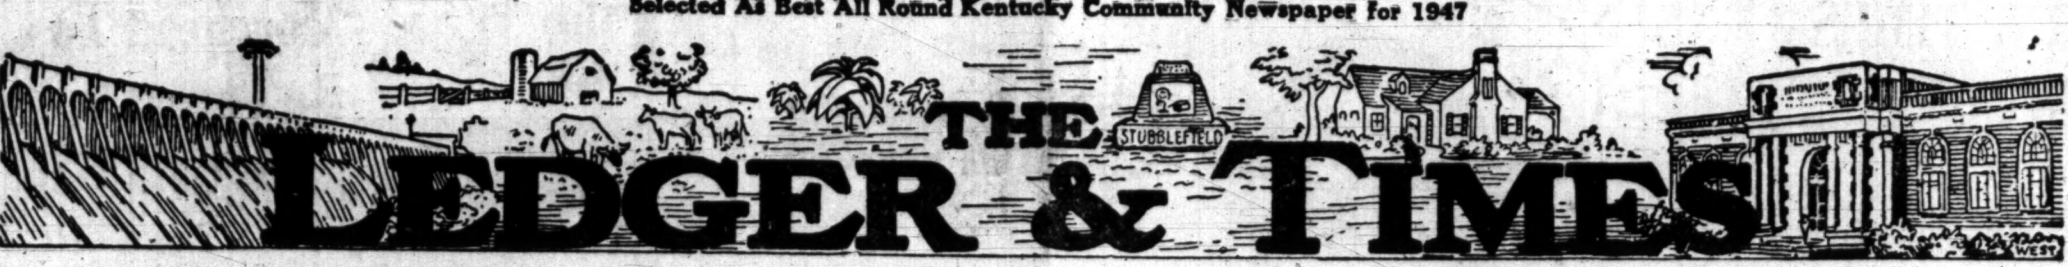 Selected As Best All Round Kentucky Community Newspaper for 1947
THE
STUBBLEFIELD
LEDGER & TIMES
WEST